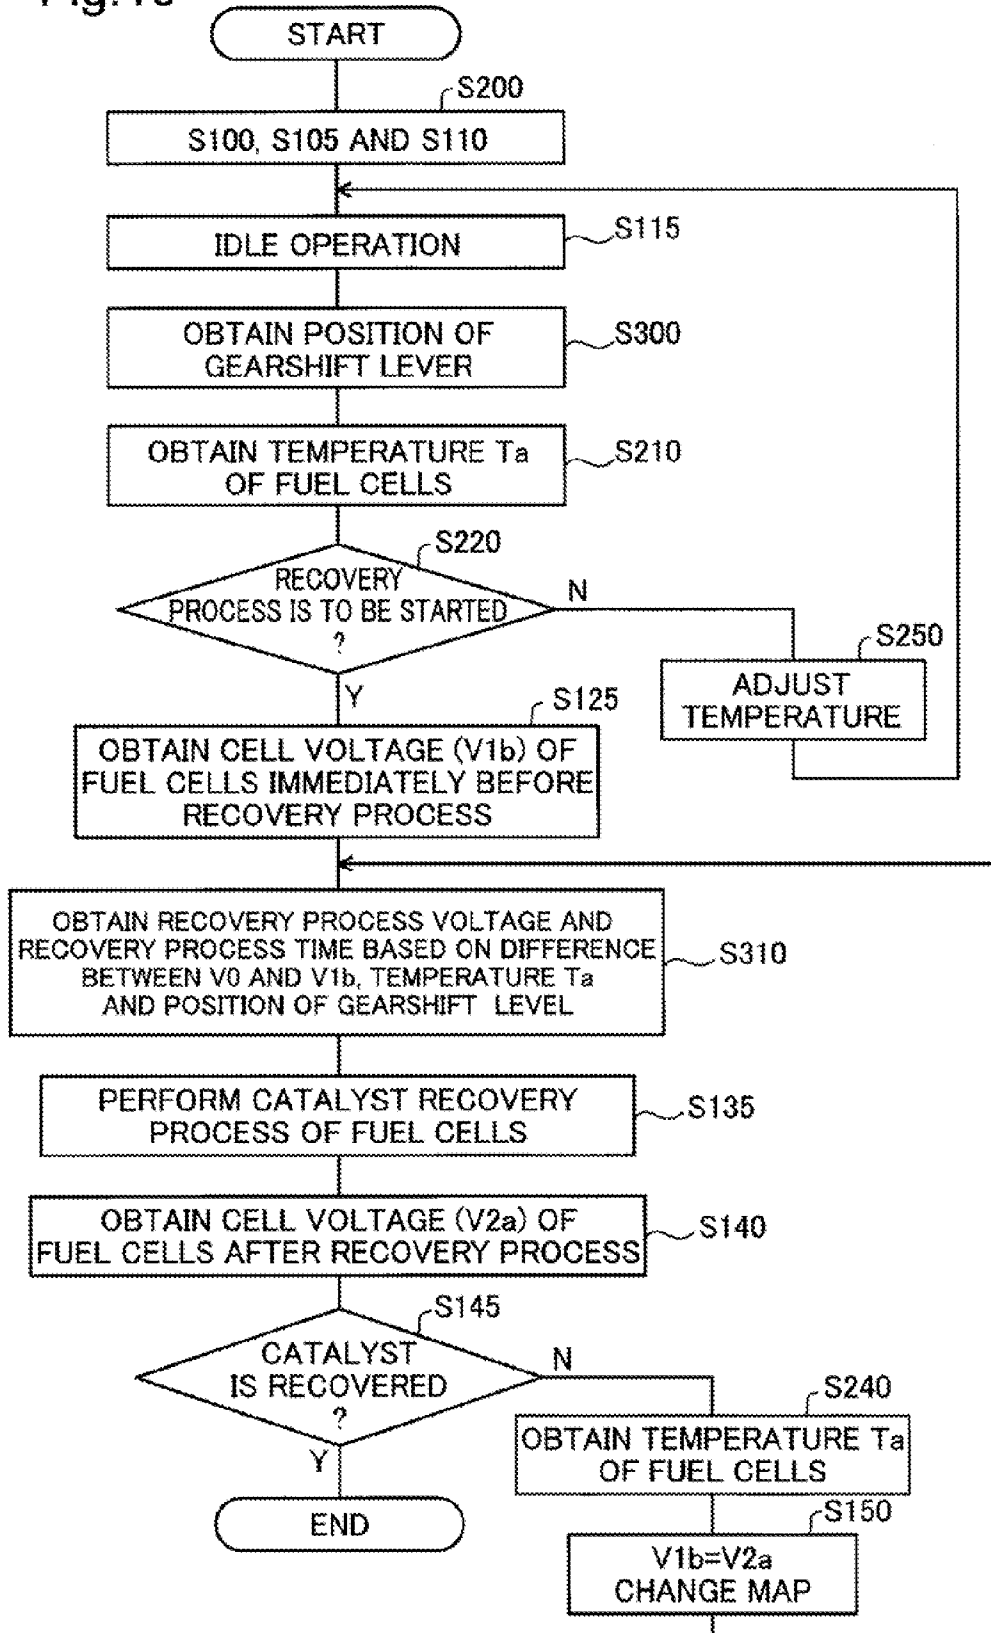 START
S200
S100, S105 AND S110
IDLE OPERATION
S115
OBTAIN POSITION OF
GEARSHIFT LEVER
S300
OBTAIN TEMPERATURE Ta
OF FUEL CELLS
S210
S220
RECOVERY
PROCESS IS TO BE STARTED
?
N
Y
S250
ADJUST
TEMPERATURE
S125
OBTAIN CELL VOLTAGE (V1b) OF
FUEL CELLS IMMEDIATELY BEFORE
RECOVERY PROCESS
OBTAIN RECOVERY PROCESS VOLTAGE AND
RECOVERY PROCESS TIME BASED ON DIFFERENCE
BETWEEN V0 AND V1b, TEMPERATURE Ta
AND POSITION OF GEARSHIFT LEVEL
S310
PERFORM CATALYST RECOVERY
PROCESS OF FUEL CELLS
S135
OBTAIN CELL VOLTAGE (V2a) OF
FUEL CELLS AFTER RECOVERY PROCESS
S140
S145
CATALYST
IS RECOVERED
?
N
Y
S240
OBTAIN TEMPERATURE Ta
OF FUEL CELLS
END
S150
V1b=V2a
CHANGE MAP